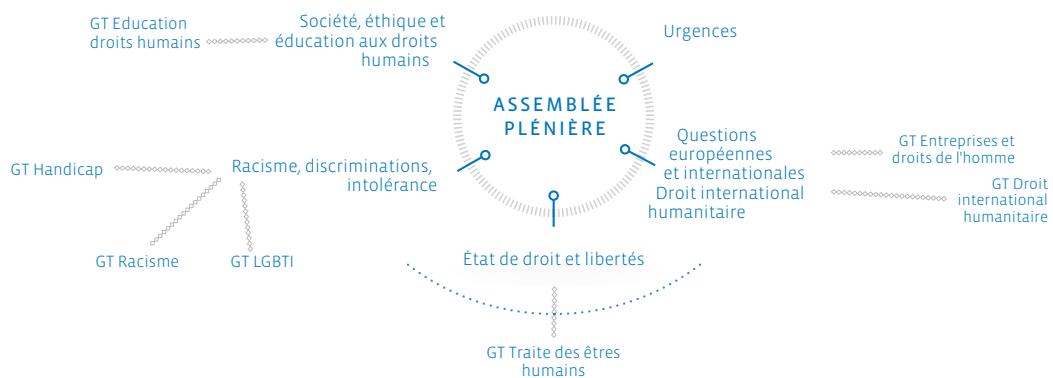 GT Education
droits humains
Société, éthique et
éducation aux droits
humains
Urgences
ASSEMBLÉE
PLÉNIÈRE
Questions
européennes
et internationales
Droit international
humanitaire
GT Entreprises et
droits de l'homme
GT Droit
international
humanitaire
GT Handicap
Racisme, discriminations,
intolérance
GT Racisme
GT LGBTI
État de droit et libertés
GT Traite des êtres
humains